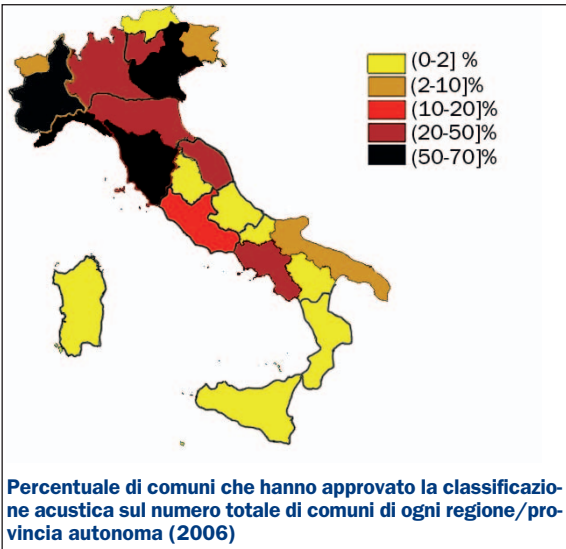 (0-2] %
(2-10]%
(10-20]%
(20-50]%
(50-70]%
Percentuale di comuni che hanno approvato la classificazio-
ne acustica sul numero totale di comuni di ogni regione/pro-
vincia autonoma (2006)